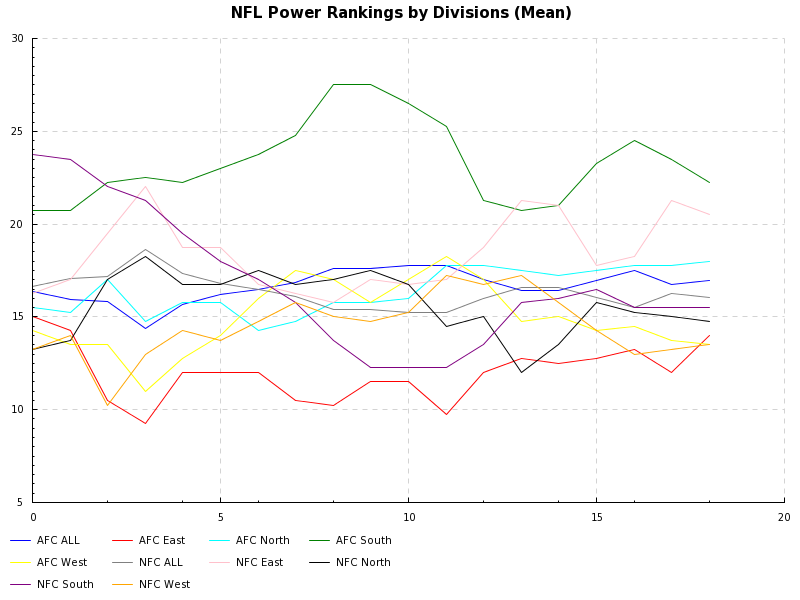 NFL Power Rankings by Divisions (Mean)
30
25
20
15
10
5
0 5 10 15 20
AFC ALL AFC East AFC North AFC South
AFC West NFC ALL NFC East NFC North
NFC South NFC West